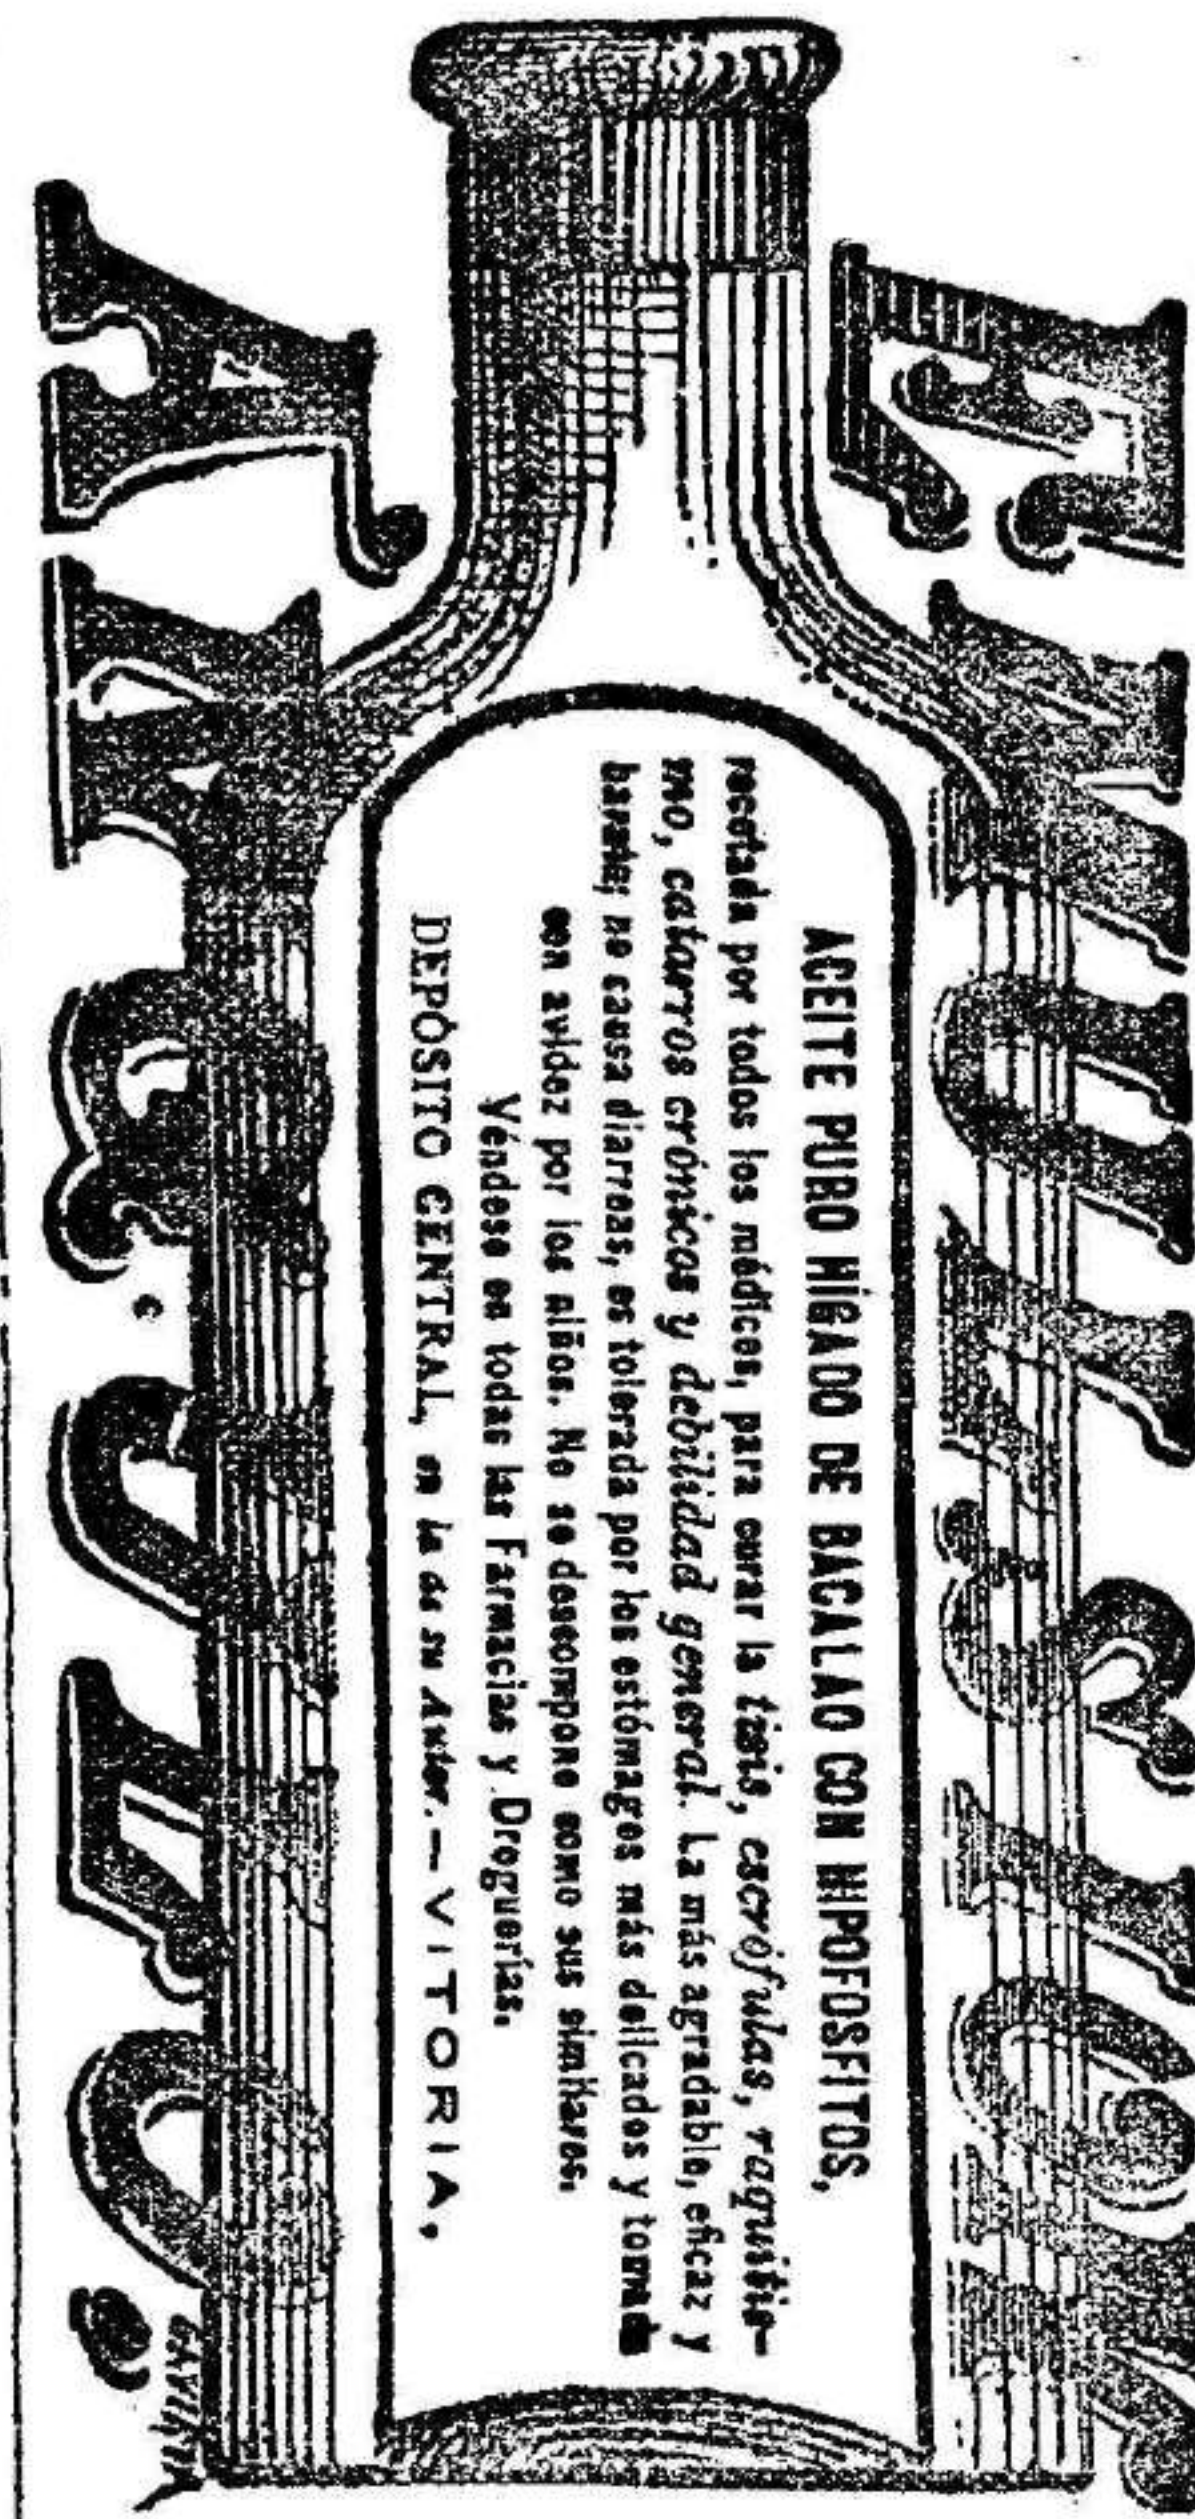 EMULSION
ACEITE PURO HÍGADO DE BACALAO CON HIPOFOSFITOS,
recetada por todos los médicos, para curar la tisis, escrófulas, raquitis-
mo, catarros crónicos y debilidad general. La más agradable, eficaz y
barata; no causa diarreas, es tolerada por los estómagos más delicados y tomada
con avidez por los niños. No se descompone como sus similares.
Véndese en todas las Farmacias y Droguerías.
DEPÓSITO CENTRAL, en la de su Autor.—VITORIA.